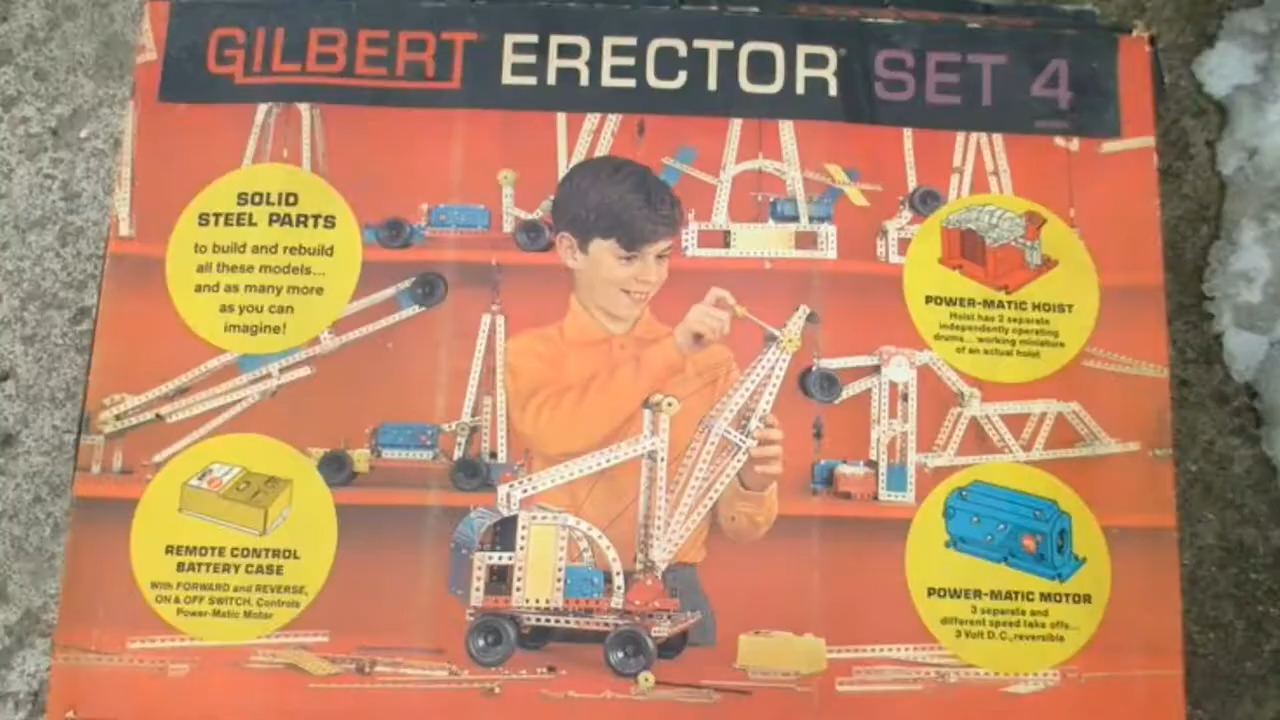 GILBERT ERECTOR SET 4
SOLID
STEEL PARTS
to build and rebuild
all these models...
and as many more
as you can
imagine!
POWER-MATIC HOIST
Hoist has 2 separate
independently operating
drums... working miniature
of an actual hoist
REMOTE CONTROL
BATTERY CASE
With FORWARD and REVERSE,
ON & OFF SWITCH. Controls
Power-Matic Motor
POWER-MATIC MOTOR
3 separate and
different speed take offs...
3 Volt D.C., reversible